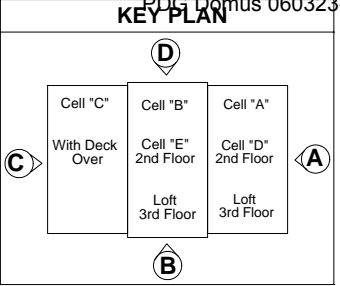 PDG Domus 060323
KEY PLAN
D
Cell "C"
With Deck
Over
Cell "B"
Cell "E"
2nd Floor
Loft
3rd Floor
Cell "A"
Cell "D"
2nd Floor
Loft
3rd Floor
C
A
B